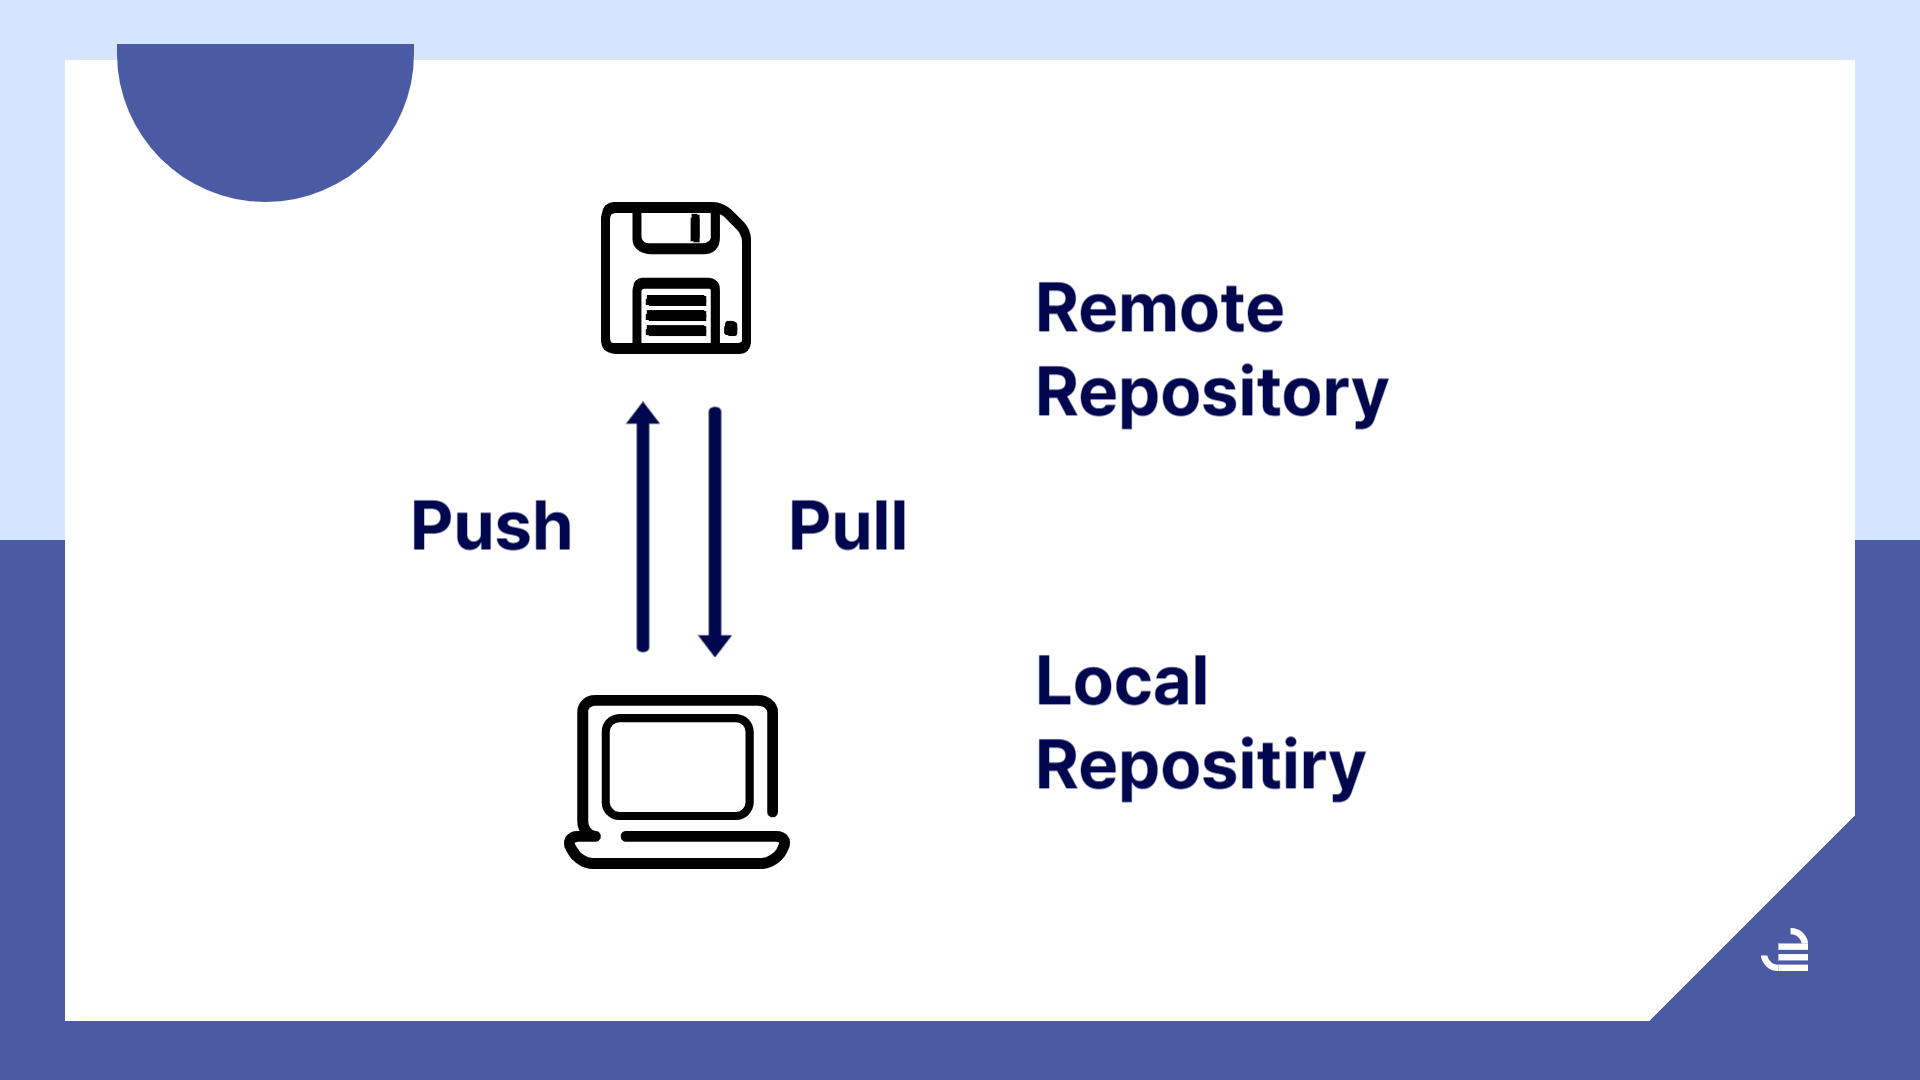 Remote
Repository
Push
Pull
Local
Repositiry